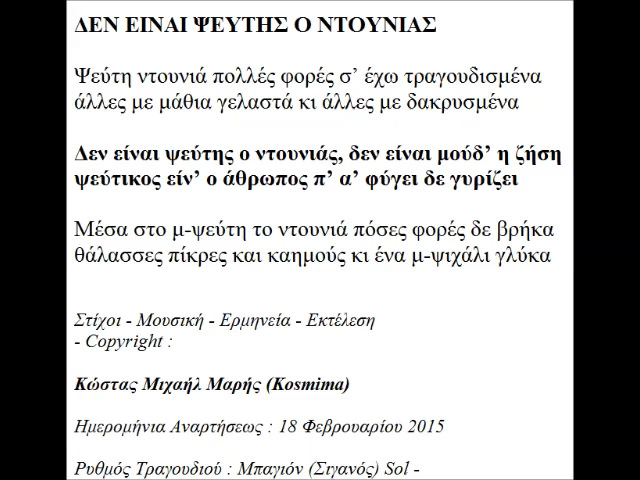 ΔΕΝ ΕΙΝΑΙ ΨΕΥΤΗΣ Ο ΝΤΟΥΝΙΑΣ
Ψεύτη ντουνιά πολλές φορές σ’ έχω τραγουδισμένα
άλλες με μάθια γελαστά κι άλλες με δακρυσμένα
Δεν είναι ψεύτης ο ντουνιάς, δεν είναι μούδ’ η ζήση
ψεύτικος είν’ ο άθρωπος π’ α’ φύγει δε γυρίζει
Μέσα στο μ-ψεύτη το ντουνιά πόσες φορές δε βρήκα
θάλασσες πίκρες και καημούς κι ένα μ-ψιχάλι γλύκα
Στίχοι - Μουσική - Ερμηνεία - Εκτέλεση
- Copyright :
Κώστας Μιχαήλ Μαρής (Kosmima)
Ημερομήνια Αναρτήσεως : 18 Φεβρουαρίου 2015
Ρυθμός Τραγουδιού : Μπαγιόν (Σιγανός) Sol -